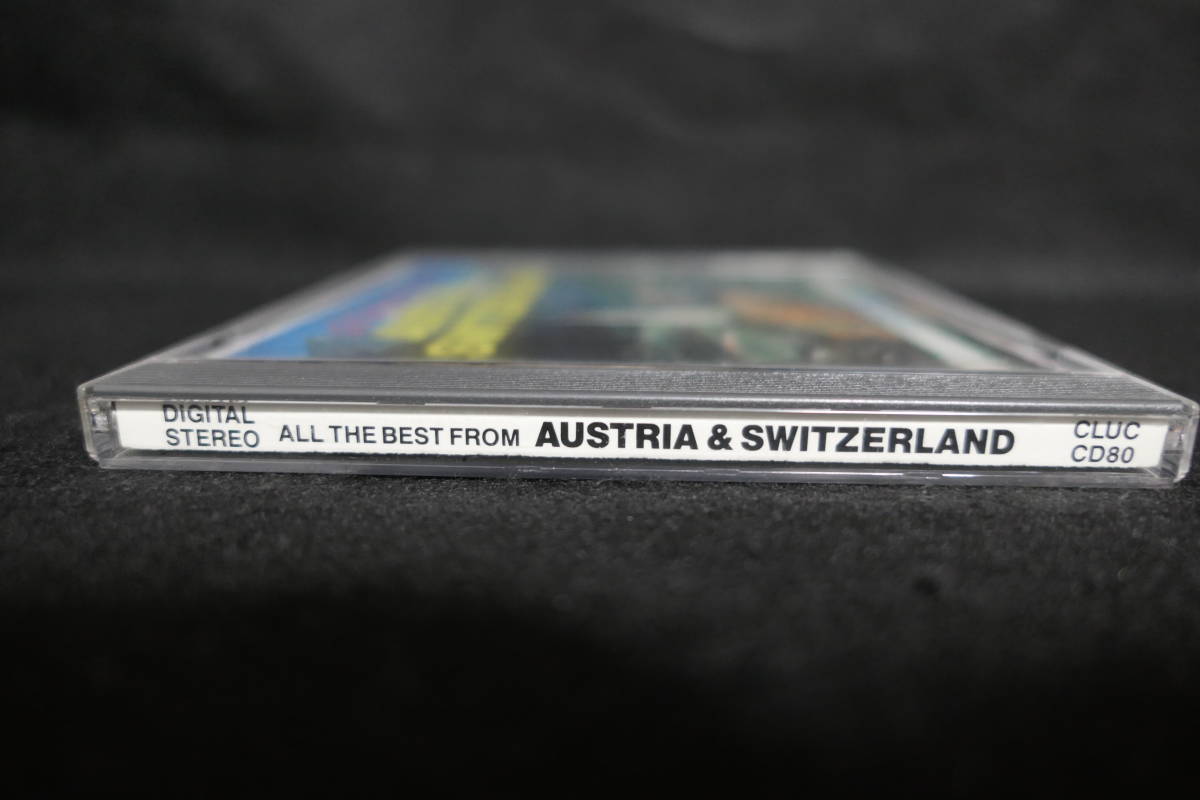 DIGITAL
STEREO
ALL THE BEST FROM AUSTRIA & SWITZERLAND
CLUC
CD80